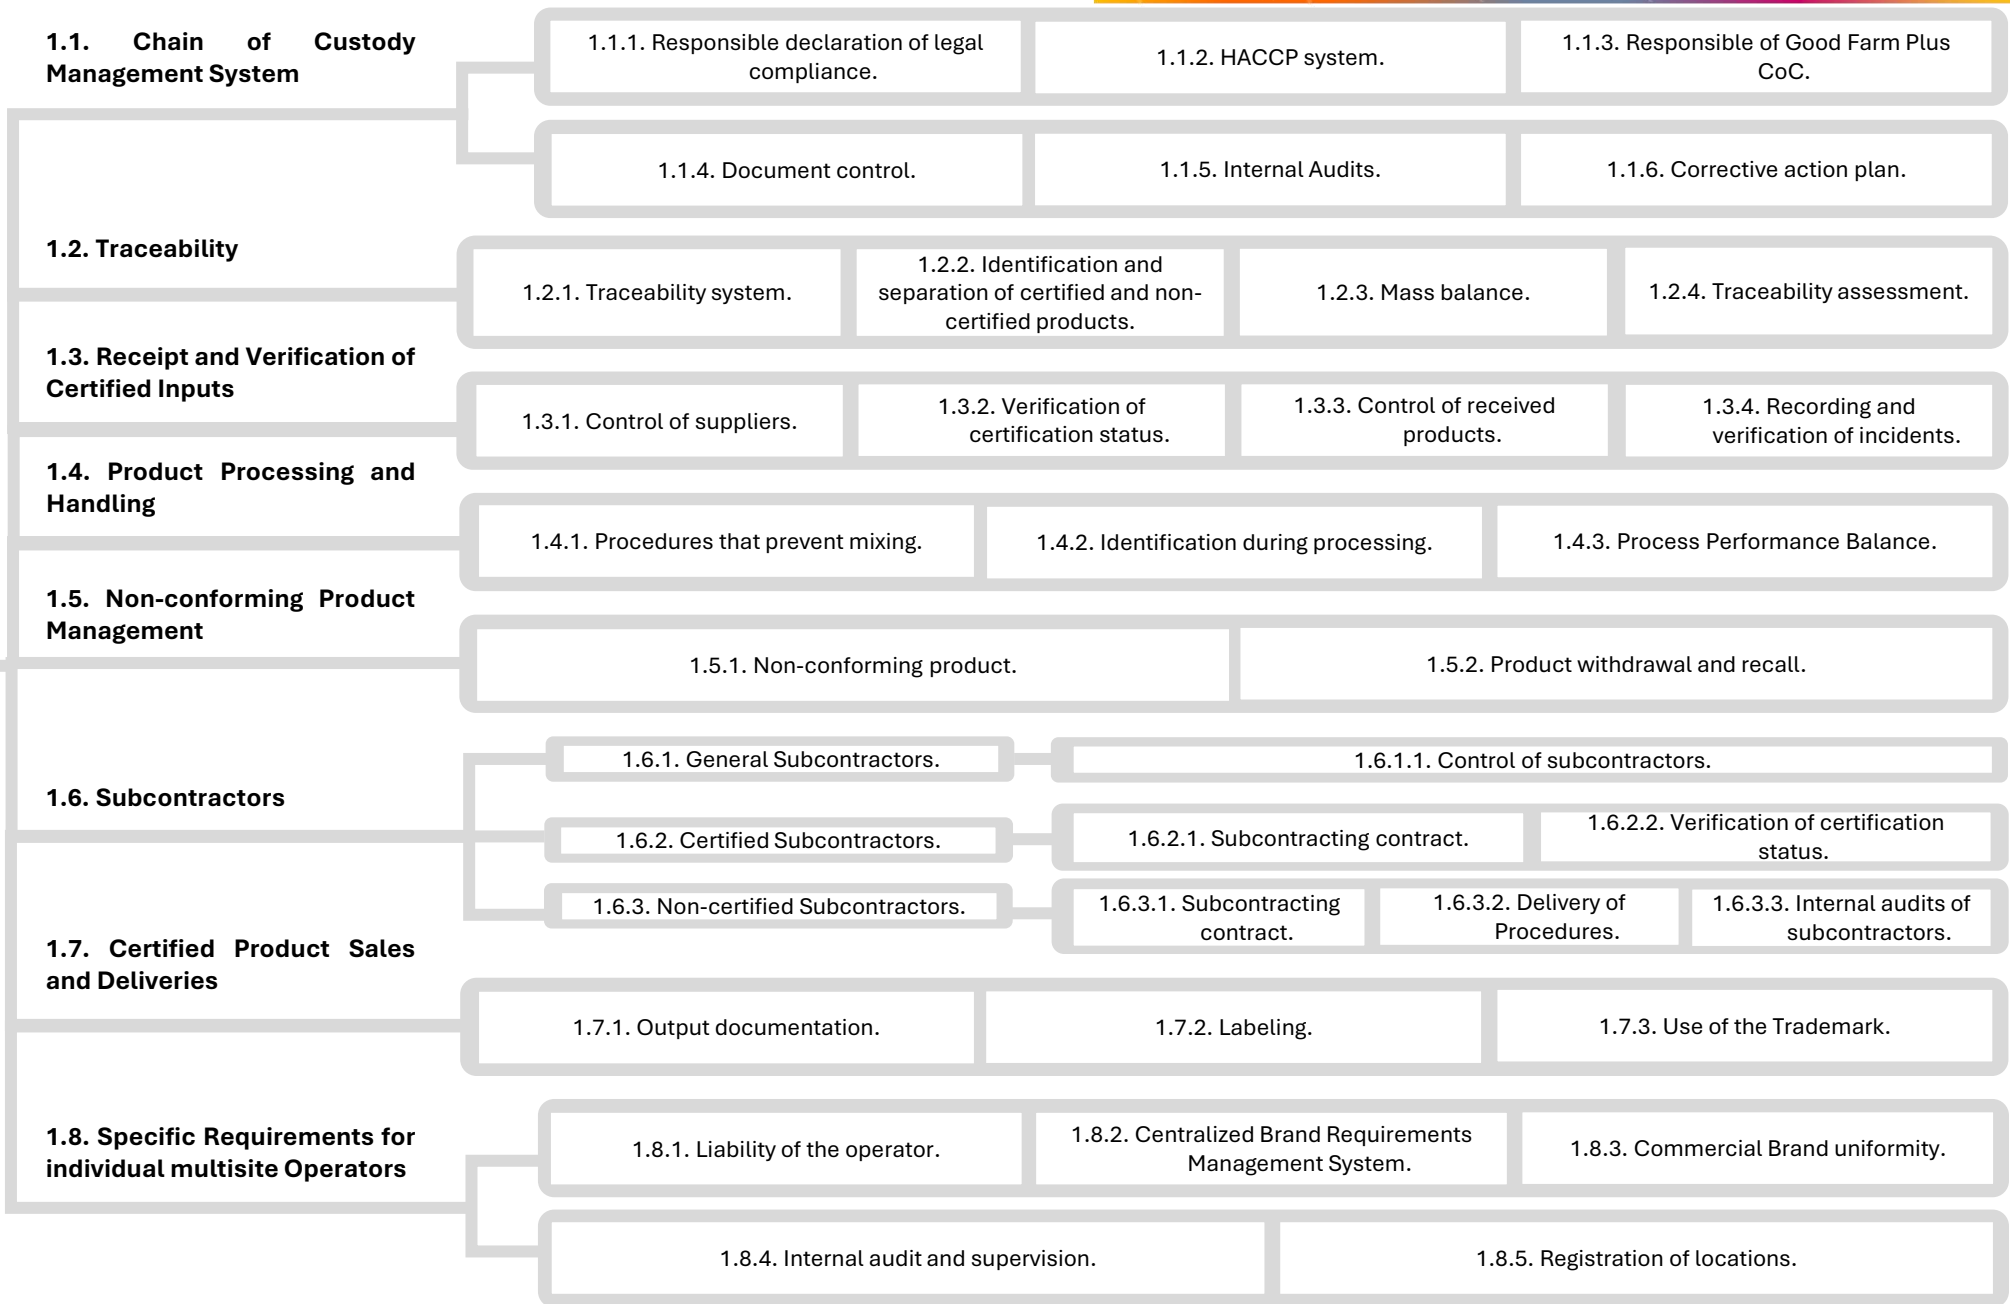 1.1. Chain of Custody
Management System
1.1.1. Responsible declaration of legal
compliance.
1.1.2. HACCP system.
1.1.3. Responsible of Good Farm Plus
CoC.
1.1.4. Document control.
1.1.5. Internal Audits.
1.1.6. Corrective action plan.
1.2. Traceability
1.2.1. Traceability system.
1.2.2. Identification and
separation of certified and non-
certified products.
1.2.3. Mass balance.
1.2.4. Traceability assessment.
1.3. Receipt and Verification of
Certified Inputs
1.3.1. Control of suppliers.
1.3.2. Verification of
certification status.
1.3.3. Control of received
products.
1.3.4. Recording and
verification of incidents.
1.4. Product Processing and
Handling
1.4.1. Procedures that prevent mixing.
1.4.2. Identification during processing.
1.4.3. Process Performance Balance.
1.5. Non-conforming Product
Management
1.5.1. Non-conforming product.
1.5.2. Product withdrawal and recall.
1.6. Subcontractors
1.6.1. General Subcontractors.
1.6.1.1. Control of subcontractors.
1.6.2. Certified Subcontractors.
1.6.2.1. Subcontracting contract.
1.6.2.2. Verification of certification
status.
1.6.3. Non-certified Subcontractors.
1.6.3.1. Subcontracting
contract.
1.6.3.2. Delivery of
Procedures.
1.6.3.3. Internal audits of
subcontractors.
1.7. Certified Product Sales
and Deliveries
1.7.1. Output documentation.
1.7.2. Labeling.
1.7.3. Use of the Trademark.
1.8. Specific Requirements for
individual multisite Operators
1.8.1. Liability of the operator.
1.8.2. Centralized Brand Requirements
Management System.
1.8.3. Commercial Brand uniformity.
1.8.4. Internal audit and supervision.
1.8.5. Registration of locations.